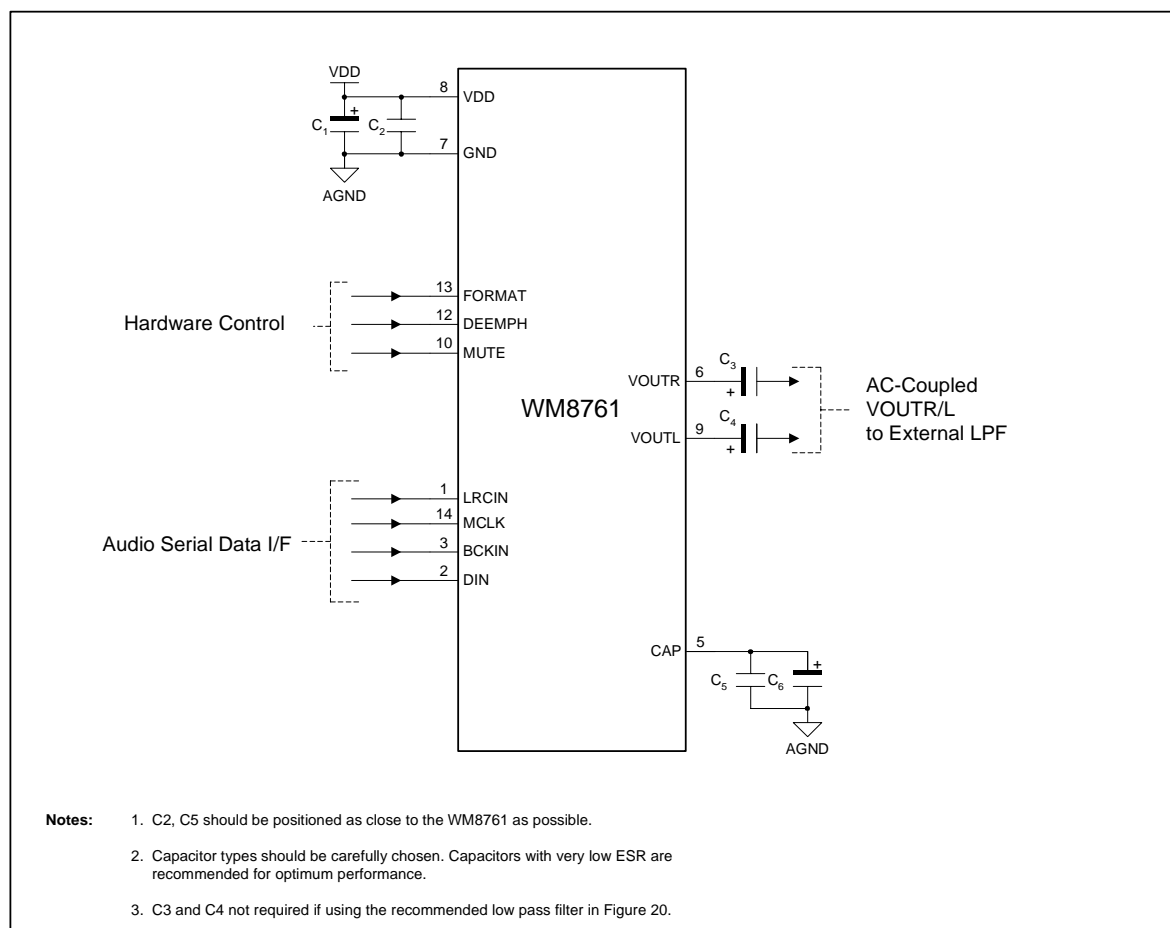 VDD
8
VDD
+
C1
C2
7
GND
AGND
13
FORMAT
Hardware Control
12
DEEMPH
10
MUTE
WM8761
VOUTR
6
C3
+
VOUTL
9
C4
+
AC-Coupled
VOUTR/L
to External LPF
1
LRCIN
14
MCLK
Audio Serial Data I/F
3
BCKIN
2
DIN
CAP
5
C5
C6
+
AGND
Notes: 1. C2, C5 should be positioned as close to the WM8761 as possible.
2. Capacitor types should be carefully chosen. Capacitors with very low ESR are
recommended for optimum performance.
3. C3 and C4 not required if using the recommended low pass filter in Figure 20.